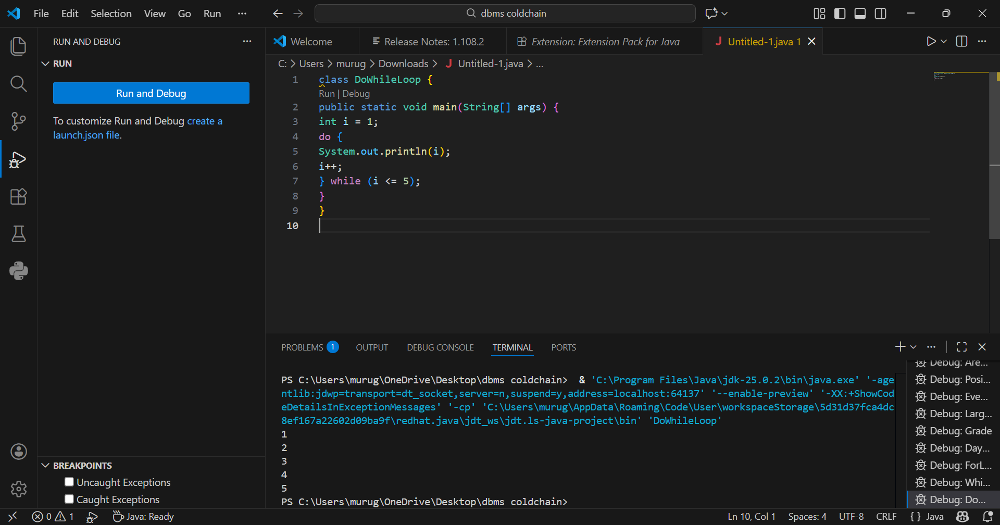 File Edit Selection View Go Run ··· dbms coldchain
RUN AND DEBUG ···
RUN
Run and Debug
To customize Run and Debug create a
launch.json file.
BREAKPOINTS
Uncaught Exceptions
Caught Exceptions
Welcome Release Notes: 1.108.2 Extension: Extension Pack for Java J Untitled-1.java 1
C: > Users > murug > Downloads > J Untitled-1.java > ...
1 class DoWhileLoop {
Run | Debug
2 public static void main(String[] args) {
3 int i = 1;
4 do {
5 System.out.println(i);
6 i++;
7 } while (i <= 5);
8 }
9 }
10
PROBLEMS 1 OUTPUT DEBUG CONSOLE TERMINAL PORTS
PS C:\Users\murug\OneDrive\Desktop\dbms coldchain>  & 'C:\Program Files\Java\jdk-25.0.2\bin\java.exe' '-age
ntlib:jdwp=transport=dt_socket,server=n,suspend=y,address=localhost:64137' '--enable-preview' '-XX:+ShowCod
eDetailsInExceptionMessages' '-cp' 'C:\Users\murug\AppData\Roaming\Code\User\workspaceStorage\5d31d37fca4dc
8ef167a22602d09ba9f\redhat.java\jdt_ws\jdt.ls-java-project\bin' 'DoWhileLoop'
1
2
3
4
5
PS C:\Users\murug\OneDrive\Desktop\dbms coldchain>
Debug: Are...
Debug: Posi...
Debug: Eve...
Debug: Larg...
Debug: Grade
Debug: Day...
Debug: ForL...
Debug: Whi...
Debug: Do...
0 1 Java: Ready Ln 10, Col 1 Spaces: 4 UTF-8 CRLF { } Java